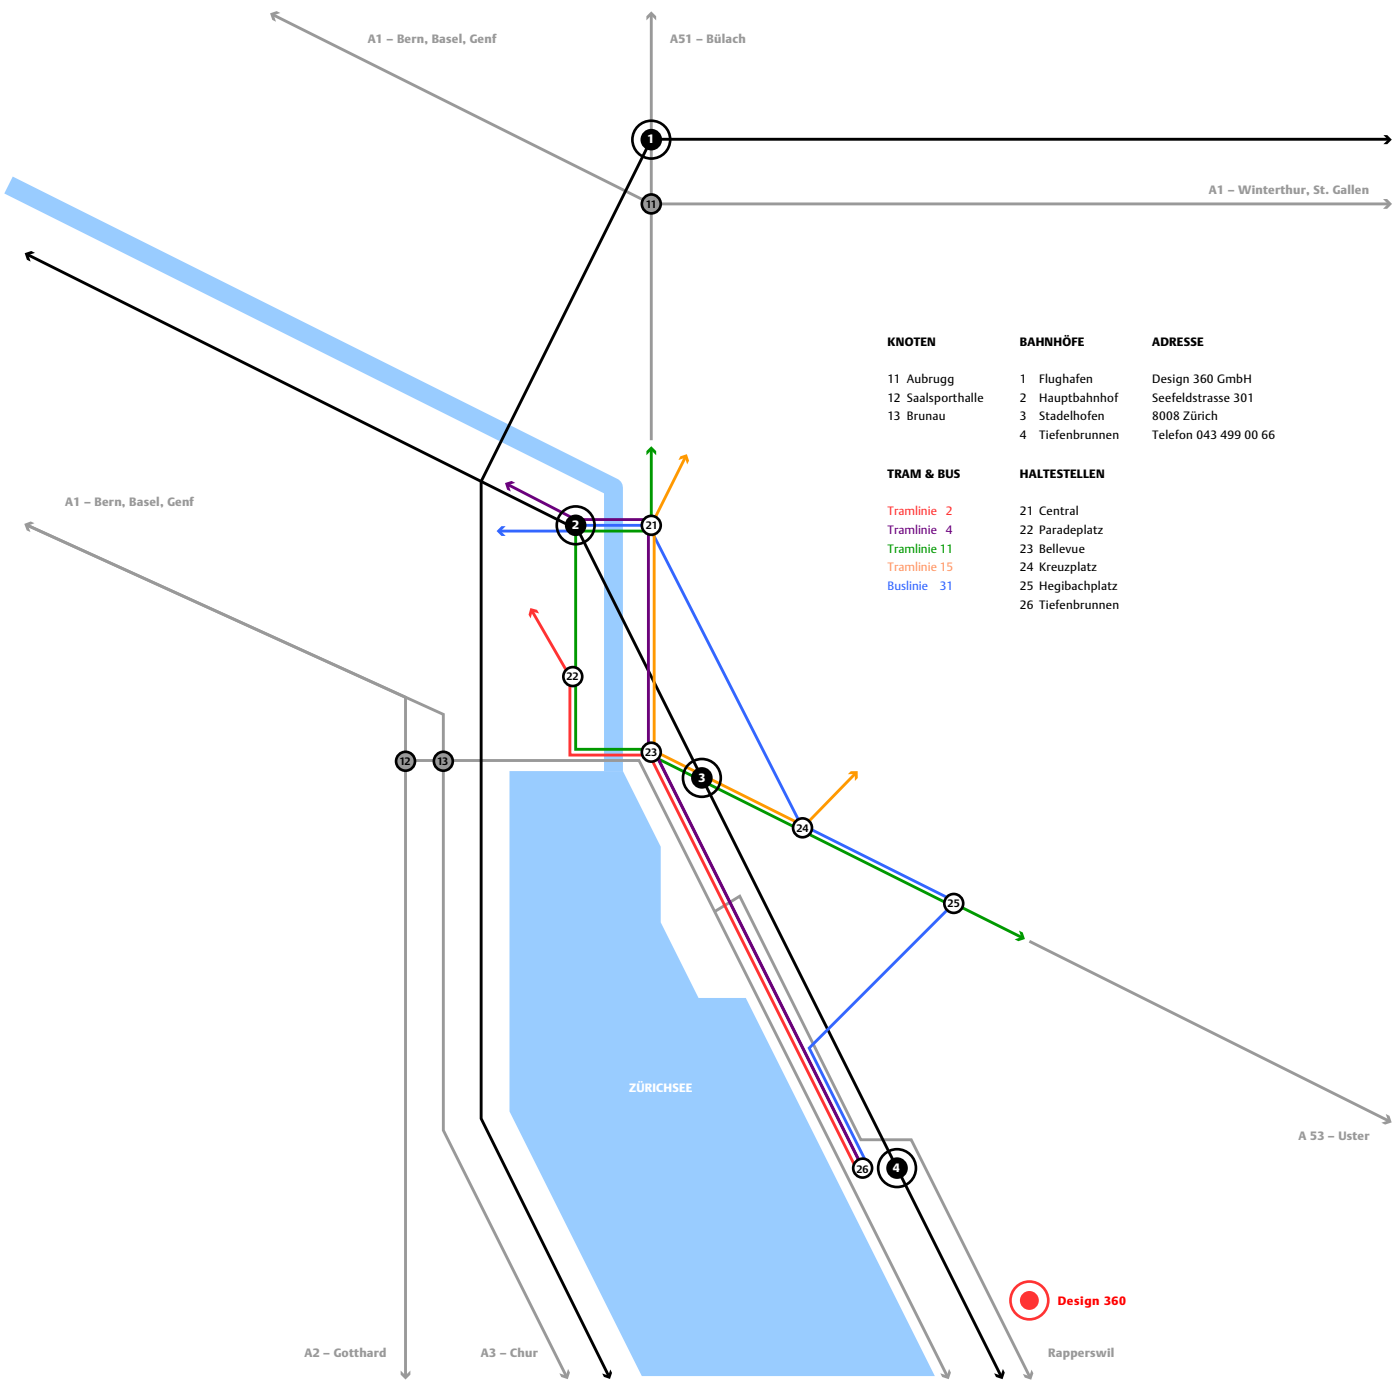 A1 – Bern, Basel, Genf
A51 – Bülach
1
A1 – Winterthur, St. Gallen
11
KNOTEN
11 Aubrugg
12 Saalsporthalle
13 Brunau
BAHNHÖFE
1 Flughafen
2 Hauptbahnhof
3 Stadelhofen
4 Tiefenbrunnen
ADRESSE
Design 360 GmbH
Seefeldstrasse 301
8008 Zürich
Telefon 043 499 00 66
TRAM & BUS
Tramlinie 2
Tramlinie 4
Tramlinie 11
Tramlinie 15
Buslinie 31
HALTESTELLEN
21 Central
22 Paradeplatz
23 Bellevue
24 Kreuzplatz
25 Hegibachplatz
26 Tiefenbrunnen
A1 – Bern, Basel, Genf
2
21
22
23
12
13
3
24
25
ZÜRICHSEE
A 53 – Uster
26
4
Design 360
A2 – Gotthard
A3 – Chur
Rapperswil